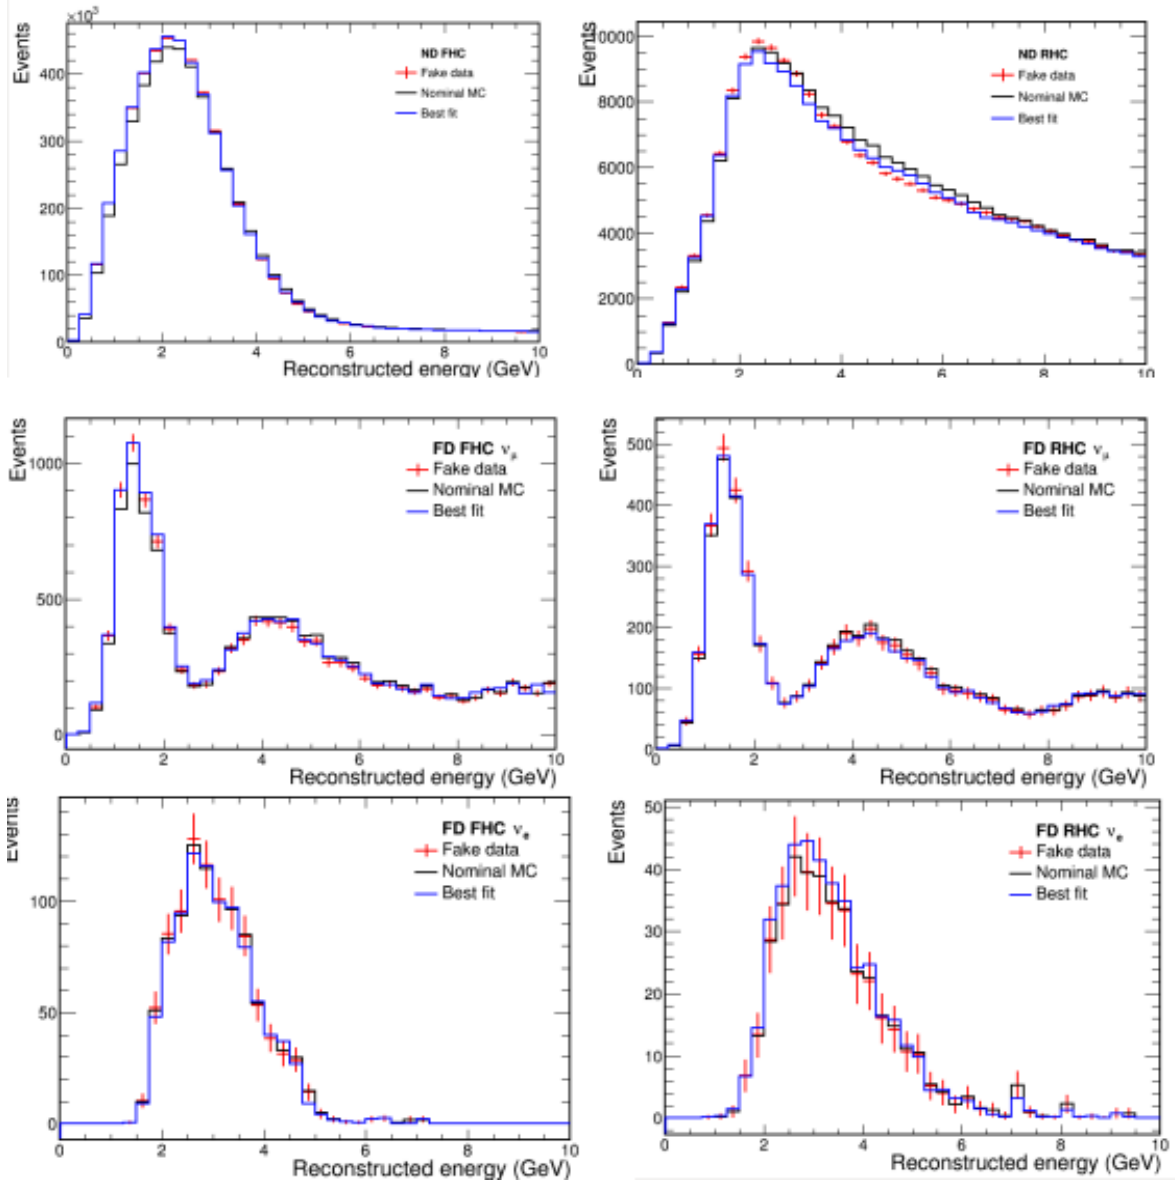 ×10³
Events
400
300
200
100
0
0 2 4 6 8 10
Reconstructed energy (GeV)
ND FHC
Fake data
Nominal MC
Best fit
Events
10000
8000
6000
4000
2000
0
0 2 4 6 8 10
ND RHC
Fake data
Nominal MC
Best fit
Events
1000
500
0
0 2 4 6 8 10
Reconstructed energy (GeV)
FD FHC νμ
Fake data
Nominal MC
Best fit
Events
500
400
300
200
100
0
0 2 4 6 8 10
Reconstructed energy (GeV)
FD RHC νμ
Fake data
Nominal MC
Best fit
Events
100
50
0
0 2 4 6 8 10
Reconstructed energy (GeV)
FD FHC νe
Fake data
Nominal MC
Best fit
Events
50
40
30
20
10
0
0 2 4 6 8 10
Reconstructed energy (GeV)
FD RHC νe
Fake data
Nominal MC
Best fit